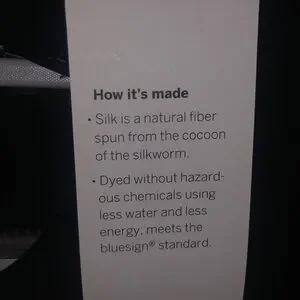 How it's made
• Silk is a natural fiber
spun from the cocoon
of the silkworm.
• Dyed without hazard-
ous chemicals using
less water and less
energy; meets the
bluesign® standard.